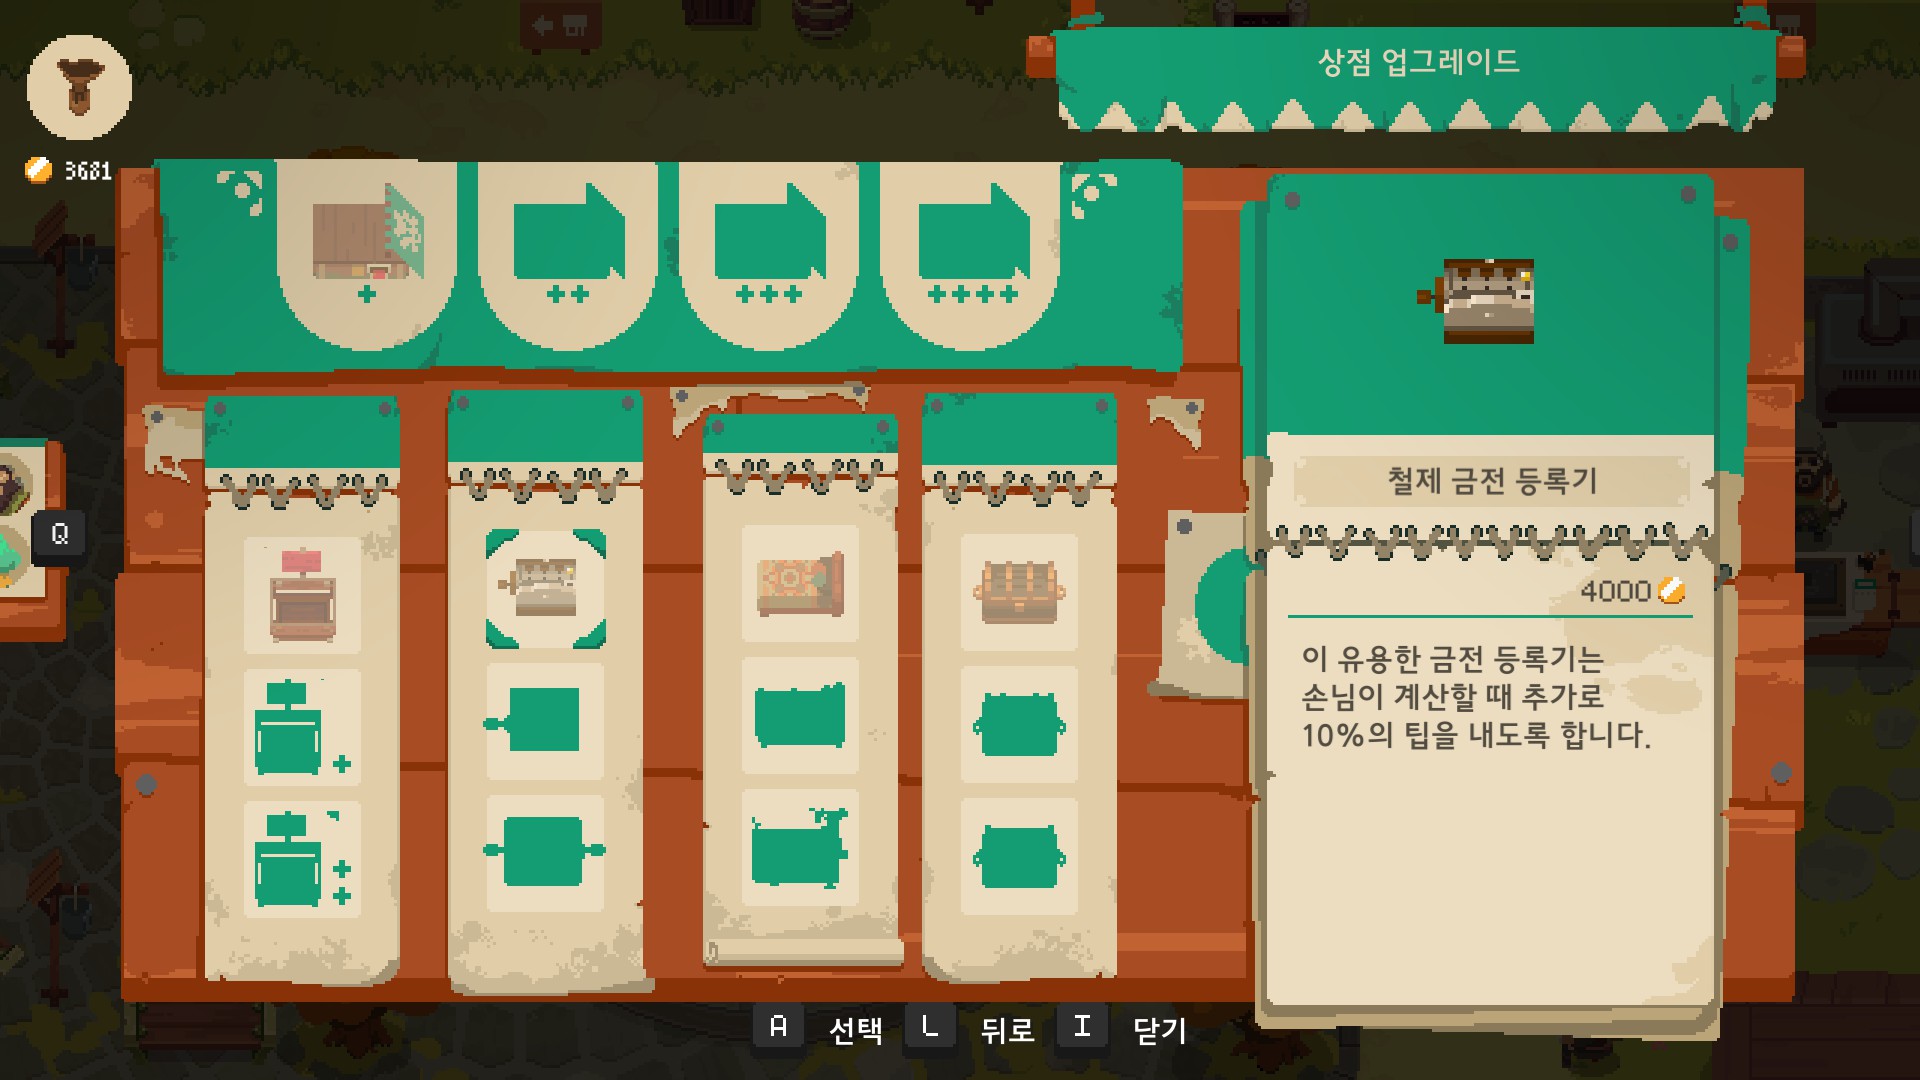 상점 업그레이드
3681
Q
철제 금전 등록기
4000
이 유용한 금전 등록기는
손님이 계산할 때 추가로
10%의 팁을 내도록 합니다.
A 선택 L 뒤로 I 닫기